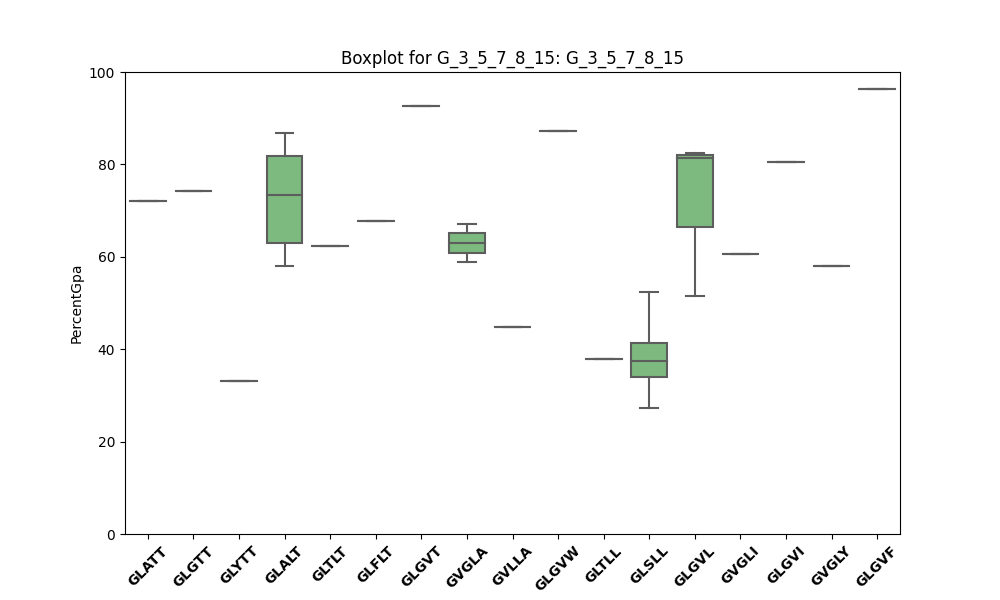 Boxplot for G_3_5_7_8_15: G_3_5_7_8_15
PercentGpa
100
80
60
40
20
0
GLATT
GLGTT
GLYTT
GLALT
GLTLT
GLFLT
GLGVT
GVGLA
GVLLA
GLGVW
GLTLL
GLSLL
GLGVL
GVGLI
GLGVI
GVGLY
GLGVF